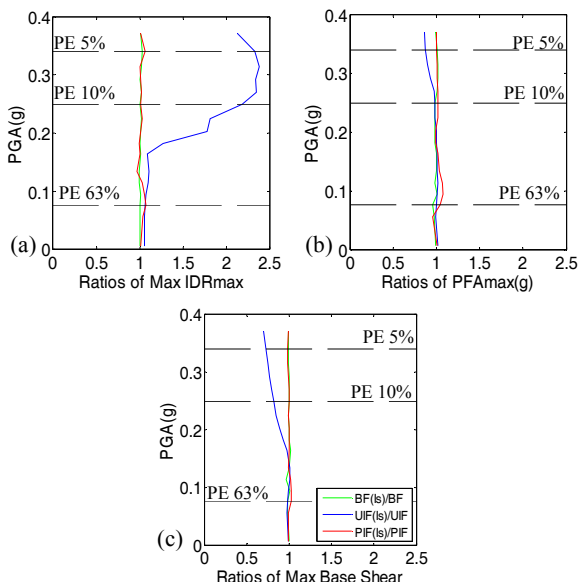 0.4
PE 5%
0.3
PE 10%
0.2
0.1
PE 63%
0
PGA(g)
(a)
0 0.5 1 1.5 2 2.5
Ratios of Max IDRmax
0.4
PE 5%
0.3
PE 10%
0.2
0.1
PE 63%
0
PGA(g)
(b)
0 0.5 1 1.5 2 2.5
Ratios of PFAmax(g)
0.4
PE 5%
0.3
PE 10%
0.2
0.1
PE 63%
0
PGA(g)
BF(Is)/BF
UIF(Is)/UIF
PIF(Is)/PIF
(c)
0 0.5 1 1.5 2 2.5
Ratios of Max Base Shear